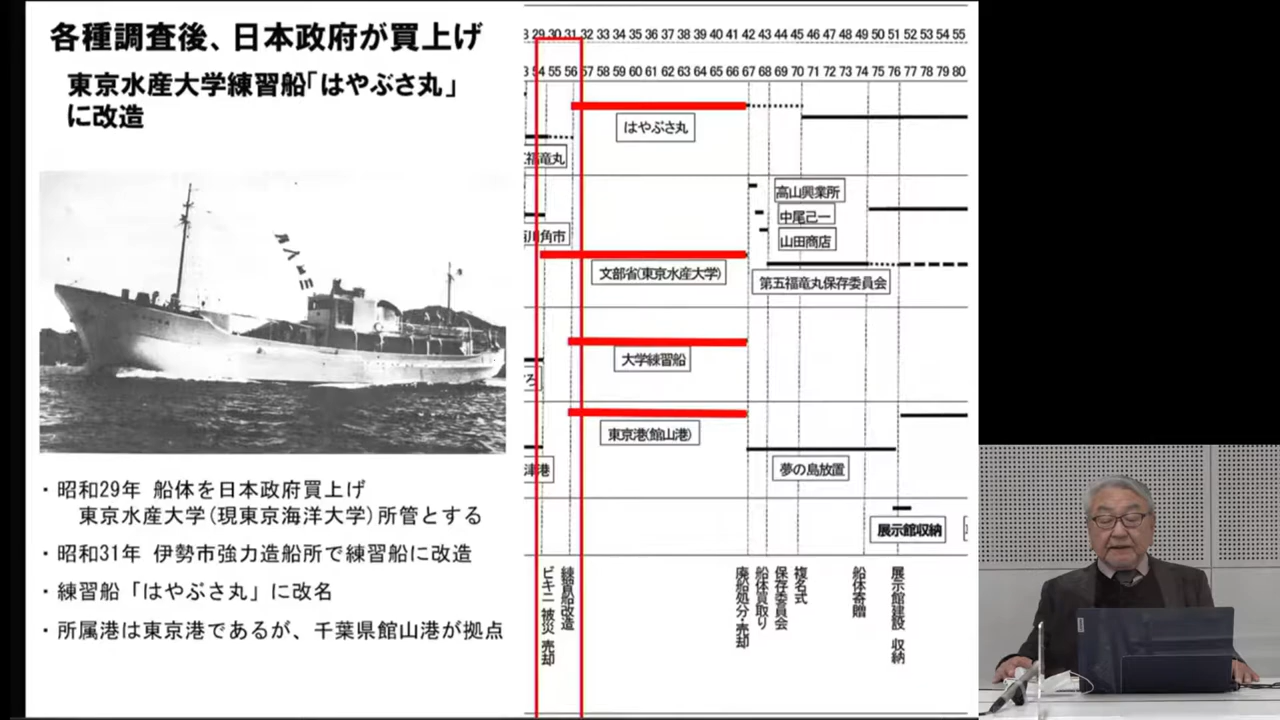 各種調査後、日本政府が買上げ
東京水産大学練習船「はやぶさ丸」
に改造
・昭和29年 船体を日本政府買上げ
東京水産大学(現東京海洋大学)所管とする
・昭和31年 伊勢市強力造船所で練習船に改造
・練習船「はやぶさ丸」に改名
・所属港は東京港であるが、千葉県館山港が拠点
29 30 31 32 33 34 35 36 37 38 39 40 41 42 43 44 45 46 47 48 49 50 51 52 53 54 55
54 55 56 57 58 59 60 61 62 63 64 65 66 67 68 69 70 71 72 73 74 75 76 77 78 79 80
はやぶさ丸
福竜丸
高山興業所
中尾己一
角市
山田商店
文部省(東京水産大学)
第五福竜丸保存委員会
大学練習船
ろ
東京港(館山港)
津港
夢の島放置
展示館収納
ビキニ被災 売却
練習船改造
廃船処分・売却
船体買取り
保存委員会
複名式
船体寄贈
展示館建設 収納